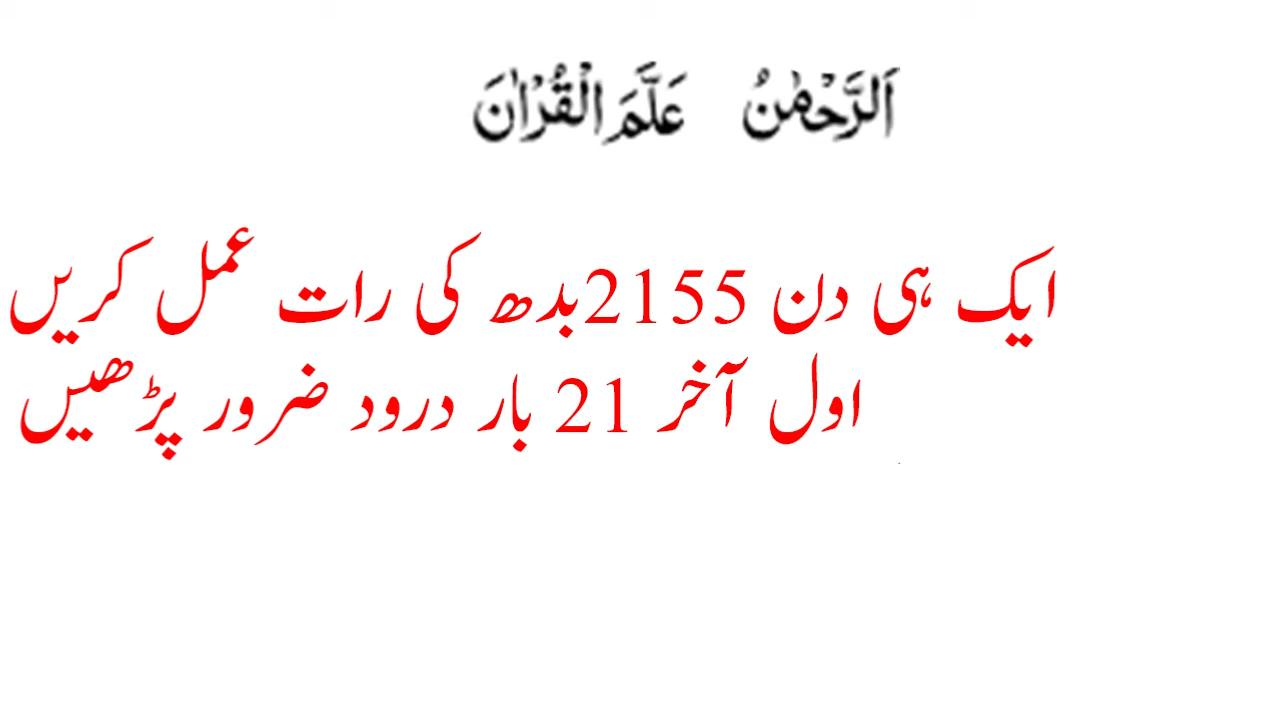 اَلرَّحْمٰنُ عَلَّمَ الْقُرْاٰنَ
ایک ہی دن 2155بدھ کی رات عمل کریں
اول آخر 21 بار درود ضرور پڑھیں